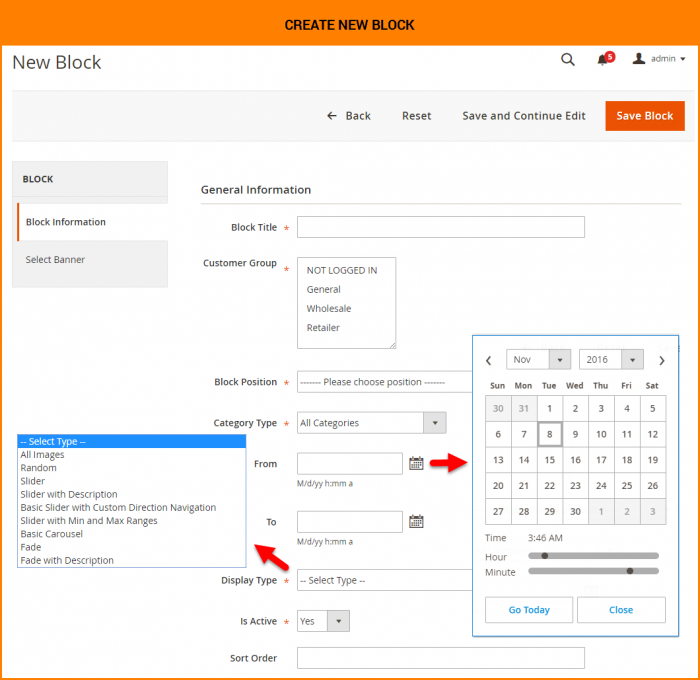 CREATE NEW BLOCK
New Block
5
admin
Back
Reset
Save and Continue Edit
Save Block
BLOCK
Block Information
Select Banner
General Information
Block Title *
Customer Group *
NOT LOGGED IN
General
Wholesale
Retailer
Block Position *
------- Please choose position -------
Category Type *
All Categories
From
M/d/yy h:mm a
To
M/d/yy h:mm a
Display Type *
-- Select Type --
Is Active *
Yes
Sort Order
-- Select Type --
All Images
Random
Slider
Slider with Description
Basic Slider with Custom Direction Navigation
Slider with Min and Max Ranges
Basic Carousel
Fade
Fade with Description
Nov 2016
Sun Mon Tue Wed Thu Fri Sat
30 31 1 2 3 4 5
6 7 8 9 10 11 12
13 14 15 16 17 18 19
20 21 22 23 24 25 26
27 28 29 30 1 2 3
Time 3:46 AM
Hour
Minute
Go Today
Close